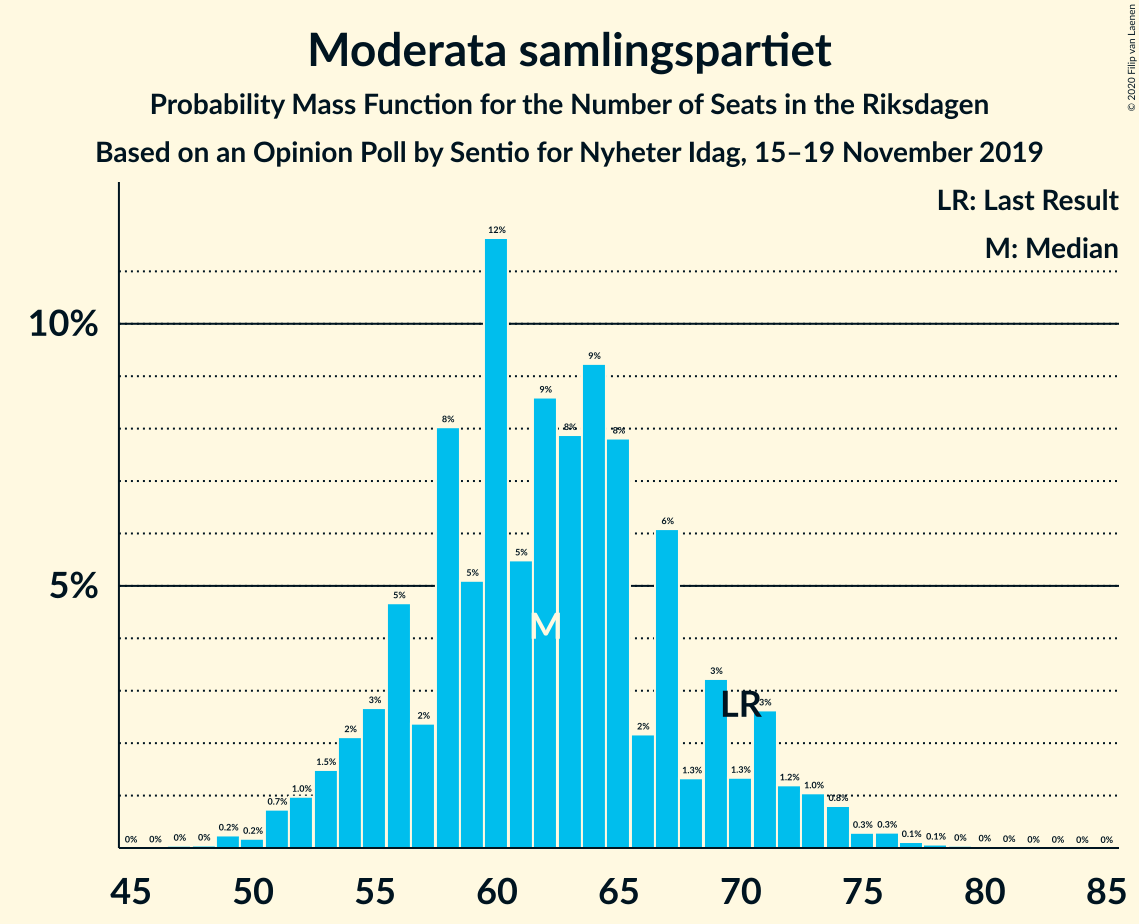 © 2020 Filip van Laenen
Moderata samlingspartiet
Probability Mass Function for the Number of Seats in the Riksdagen
Based on an Opinion Poll by Sentio for Nyheter Idag, 15–19 November 2019
LR: Last Result
M: Median
10%
5%
0% 0% 0% 0% 0.2% 0.2% 0.7% 1.0% 1.5% 2% 3% 5% 2% 8% 5% 12% 5% 9% 8% 9% 8% 2% 6% 1.3% 3% 1.3% 3% 1.2% 1.0% 0.8% 0.3% 0.3% 0.1% 0.1% 0% 0% 0% 0% 0% 0% 0%
M
LR
45 50 55 60 65 70 75 80 85